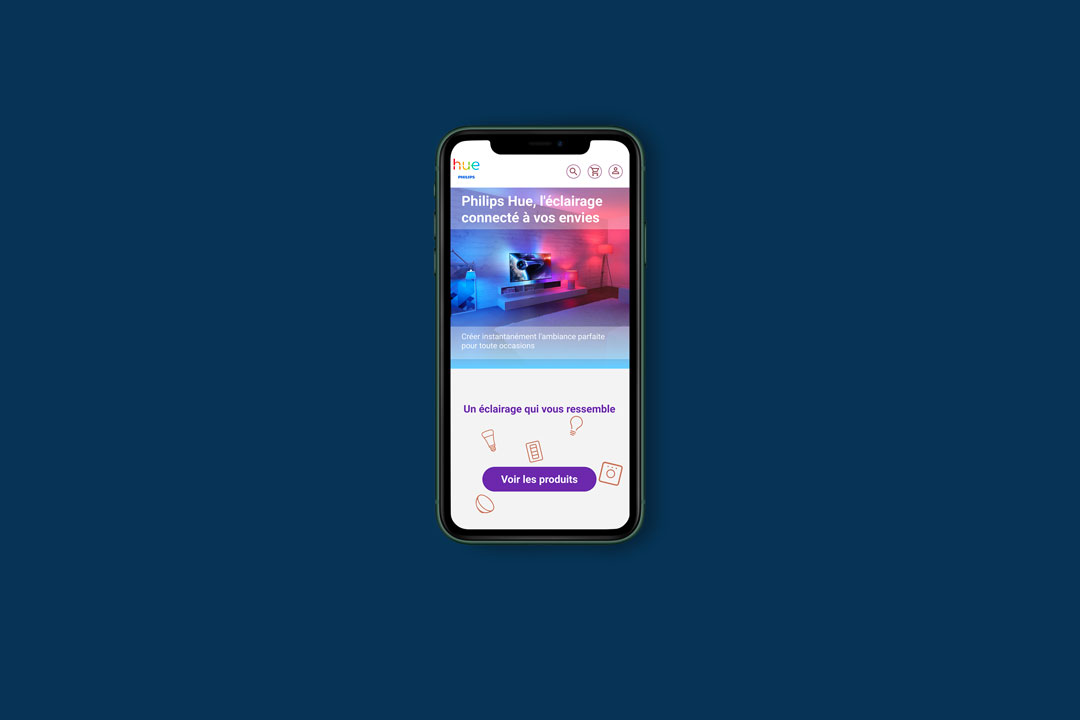 hue
PHILIPS
Philips Hue, l'éclairage
connecté à vos envies
Créer instantanément l'ambiance parfaite
pour toute occasions
Un éclairage qui vous ressemble
Voir les produits